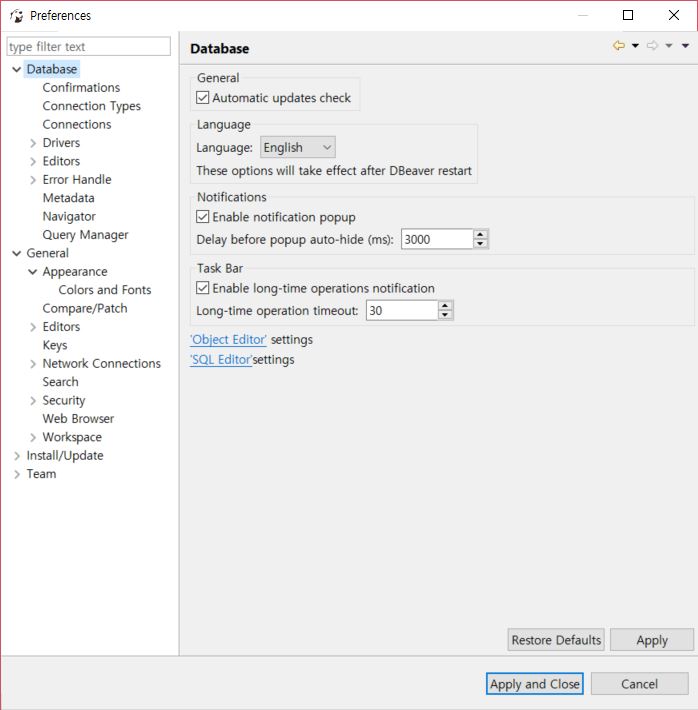 Preferences
type filter text
Database
Confirmations
Connection Types
Connections
Drivers
Editors
Error Handle
Metadata
Navigator
Query Manager
General
Appearance
Colors and Fonts
Compare/Patch
Editors
Keys
Network Connections
Search
Security
Web Browser
Workspace
Install/Update
Team
Database
General
Automatic updates check
Language
Language: English
These options will take effect after DBeaver restart
Notifications
Enable notification popup
Delay before popup auto-hide (ms): 3000
Task Bar
Enable long-time operations notification
Long-time operation timeout: 30
'Object Editor' settings
'SQL Editor'settings
Restore Defaults Apply
Apply and Close Cancel